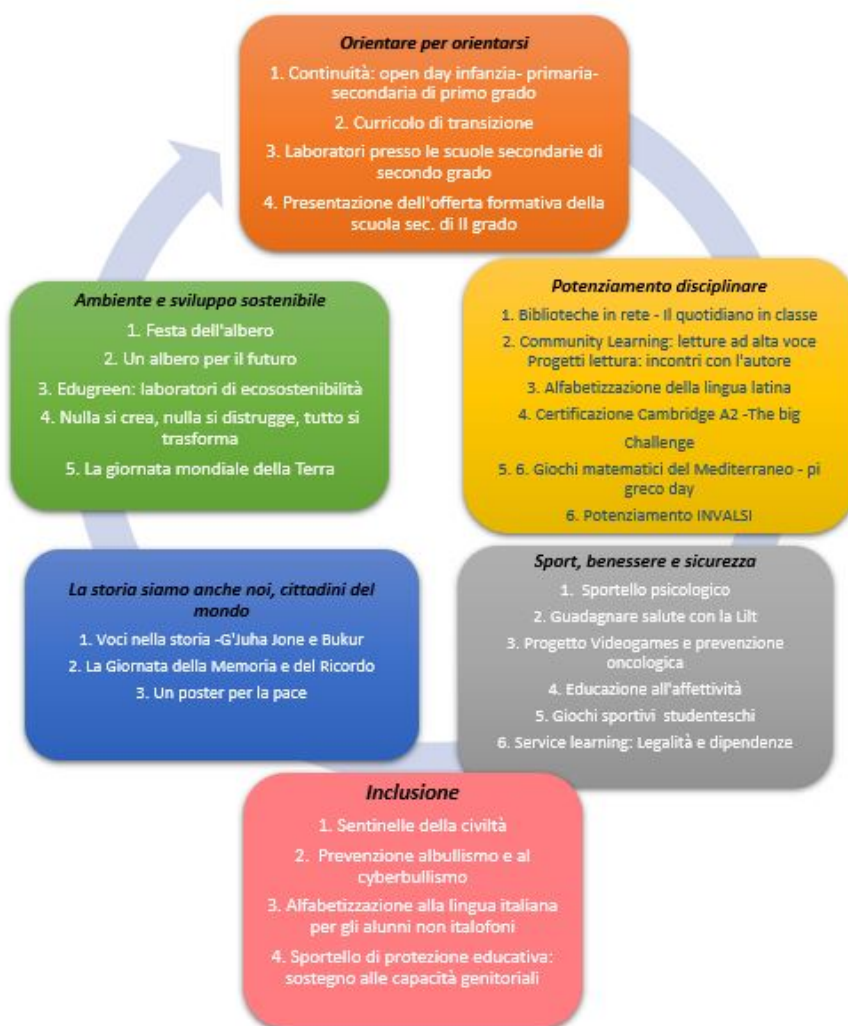 Orientare per orientarsi
1. Continuità: open day infanzia- primaria-
secondaria di primo grado
2. Curricolo di transizione
3. Laboratori presso le scuole secondarie di
secondo grado
4. Presentazione dell'offerta formativa della
scuola sec. di II grado
Potenziamento disciplinare
1. Biblioteche in rete - Il quotidiano in classe
2. Community Learning: letture ad alta voce
Progetti lettura: incontri con l'autore
3. Alfabetizzazione della lingua latina
4. Certificazione Cambridge A2 -The big
Challenge
5. 6. Giochi matematici del Mediterraneo - pi
greco day
6. Potenziamento INVALSI
Sport, benessere e sicurezza
1. Sportello psicologico
2. Guadagnare salute con la Lilt
3. Progetto Videogames e prevenzione
oncologica
4. Educazione all'affettività
5. Giochi sportivi studenteschi
6. Service learning: Legalità e dipendenze
Inclusione
1. Sentinelle della civiltà
2. Prevenzione albullismo e al
cyberbullismo
3. Alfabetizzazione alla lingua italiana
per gli alunni non italofoni
4. Sportello di protezione educativa:
sostegno alle capacità genitoriali
La storia siamo anche noi, cittadini del
mondo
1. Voci nella storia -G'Juha Jone e Bukur
2. La Giornata della Memoria e del Ricordo
3. Un poster per la pace
Ambiente e sviluppo sostenibile
1. Festa dell'albero
2. Un albero per il futuro
3. Edugreen: laboratori di ecosostenibilità
4. Nulla si crea, nulla si distrugge, tutto si
trasforma
5. La giornata mondiale della Terra